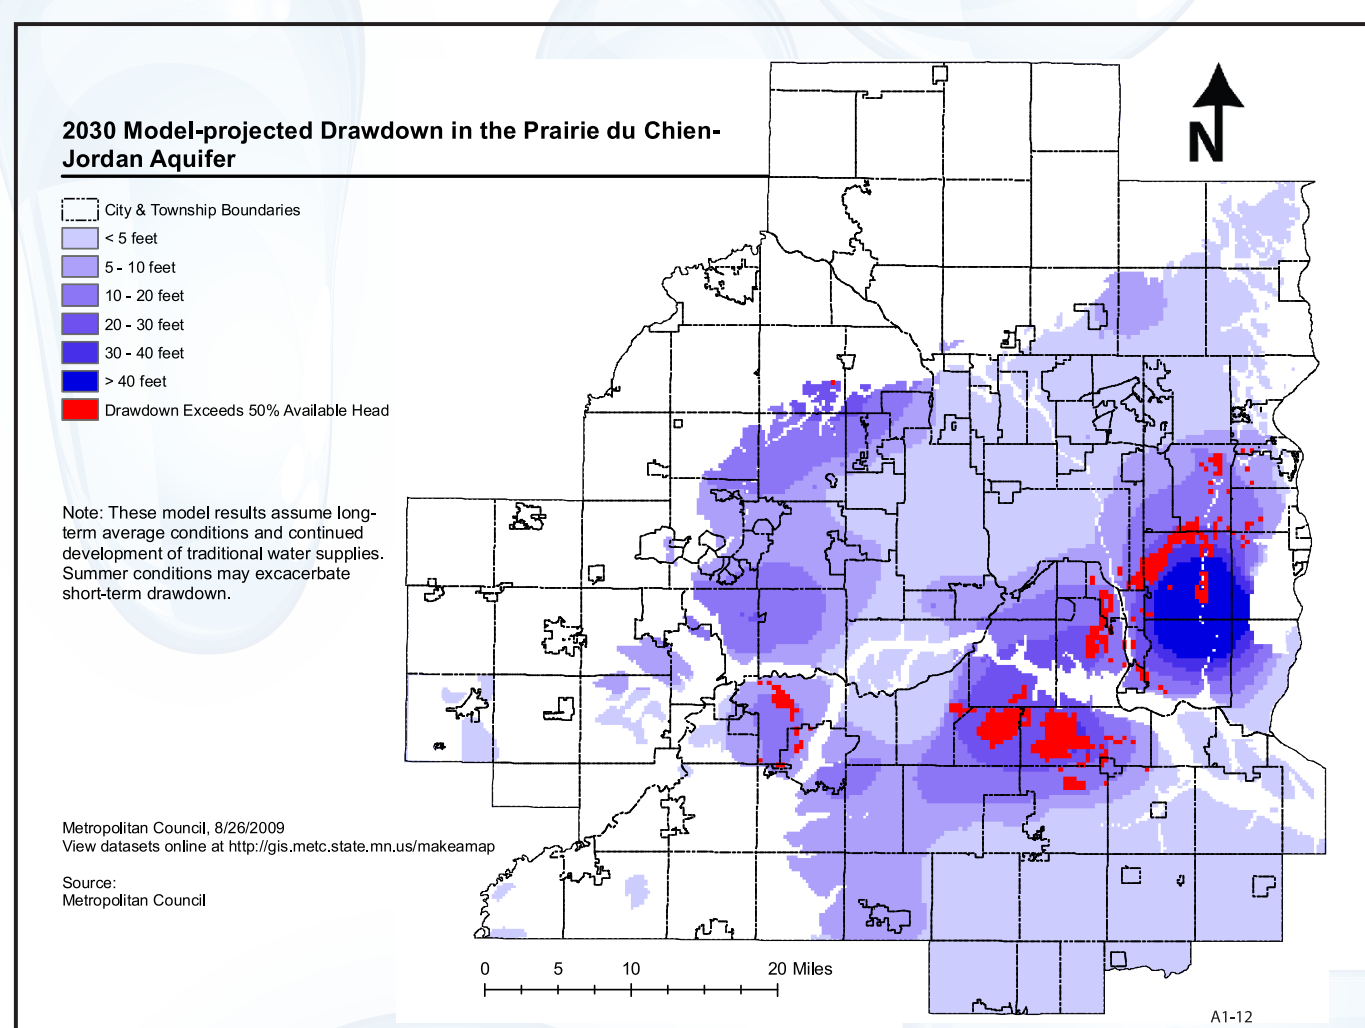 N
2030 Model-projected Drawdown in the Prairie du Chien-
Jordan Aquifer
City & Township Boundaries
< 5 feet
5 - 10 feet
10 - 20 feet
20 - 30 feet
30 - 40 feet
> 40 feet
Drawdown Exceeds 50% Available Head
Note: These model results assume long-
term average conditions and continued
development of traditional water supplies.
Summer conditions may excacerbate
short-term drawdown.
Metropolitan Council, 8/26/2009
View datasets online at http://gis.metc.state.mn.us/makeamap
Source:
Metropolitan Council
0 5 10 20 Miles
A1-12